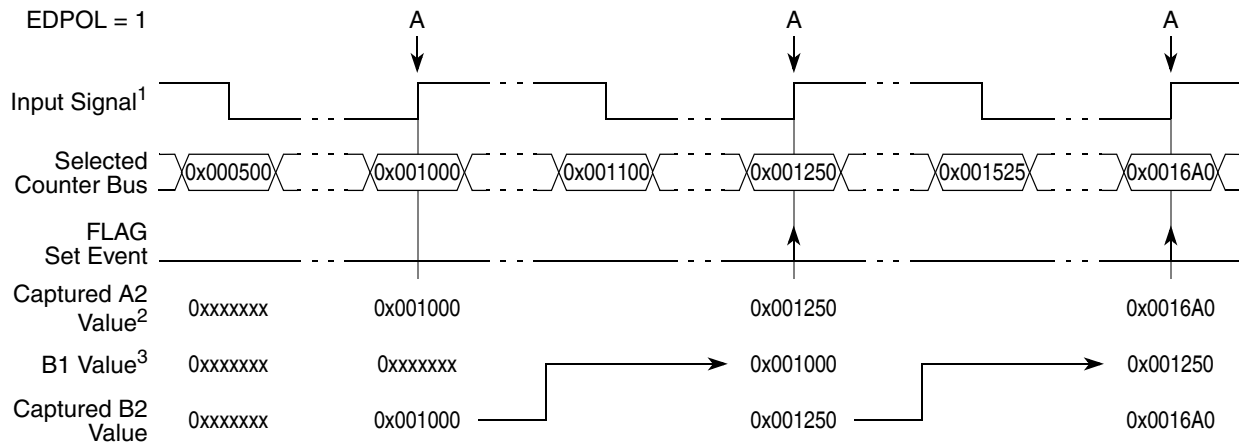 EDPOL = 1 A A A
Input Signal1
Selected
Counter Bus
0x000500 0x001000 0x001100 0x001250 0x001525 0x0016A0
FLAG
Set Event
Captured A2
Value2
0xxxxxxx 0x001000 0x001250 0x0016A0
B1 Value3 0xxxxxxx 0xxxxxxx 0x001000 0x001250
Captured B2
Value
0xxxxxxx 0x001000 0x001250 0x0016A0